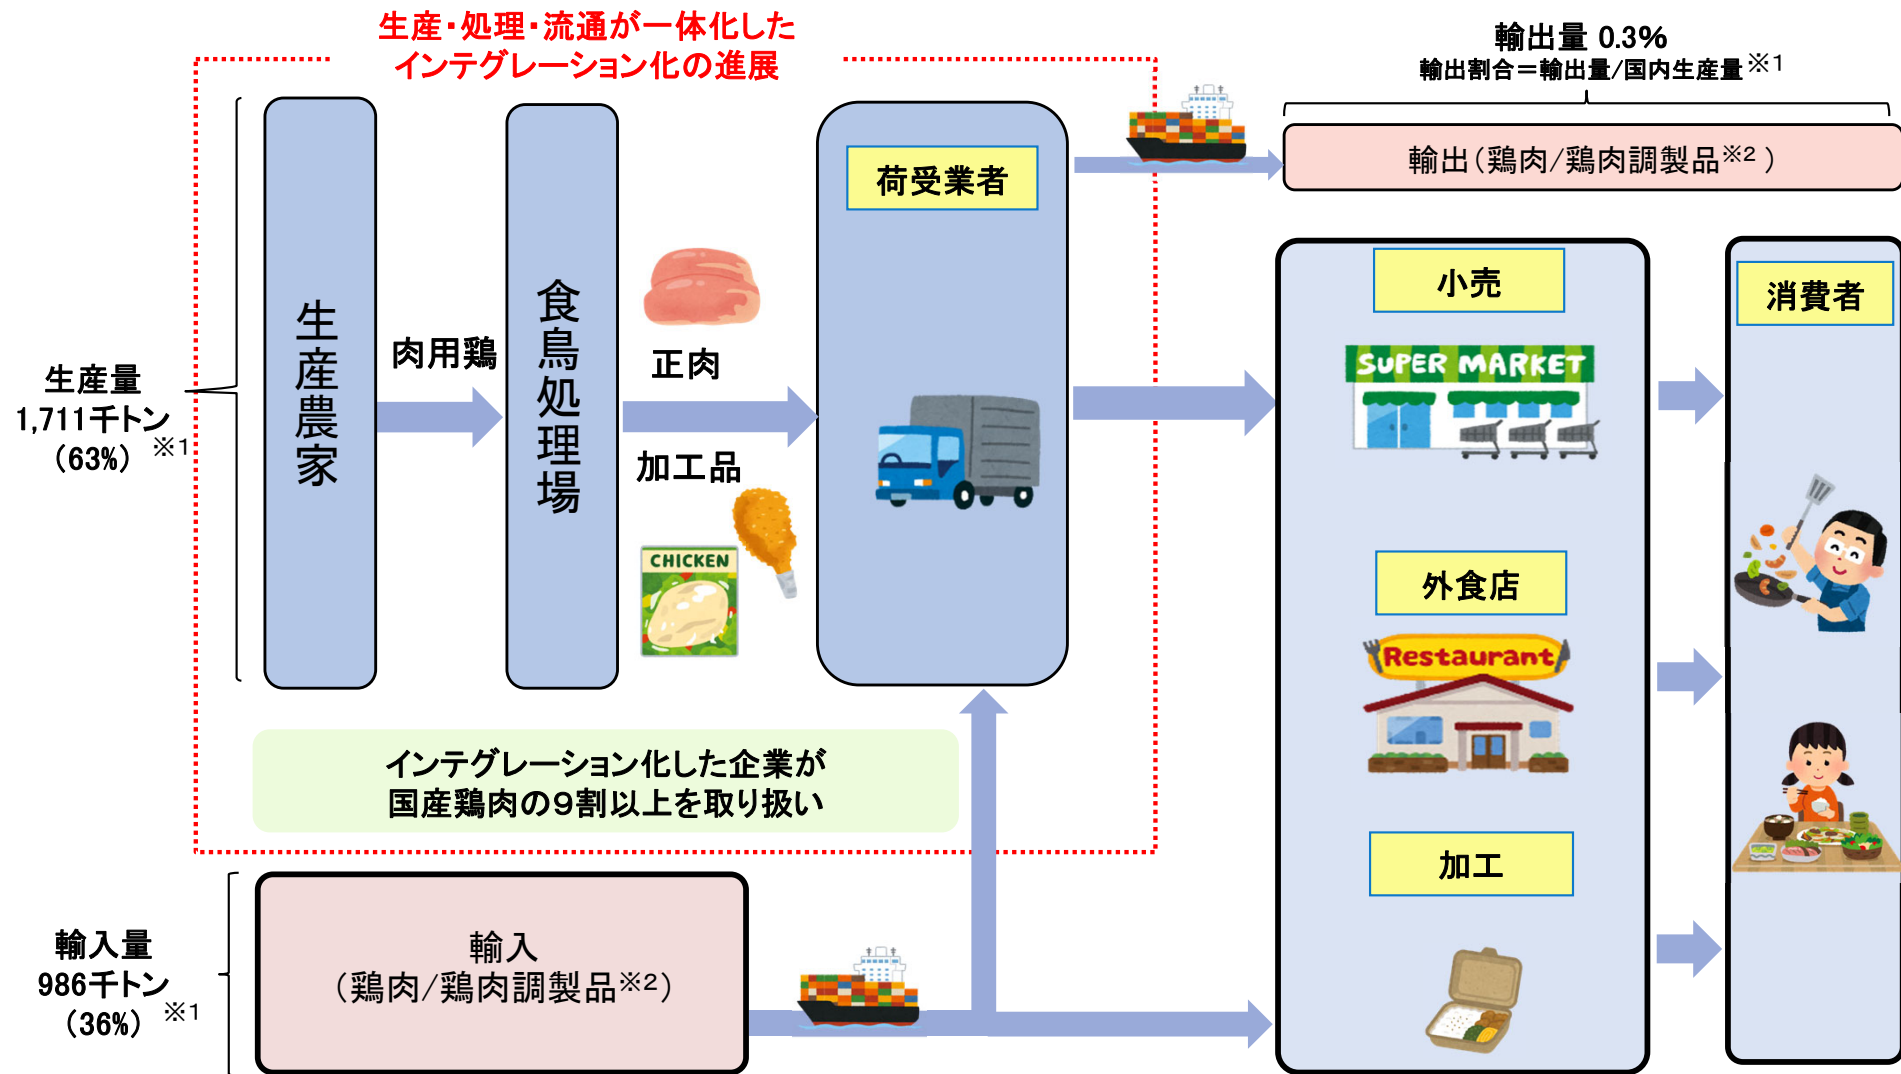 生産・処理・流通が一体化した
インテグレーション化の進展
輸出量 0.3%
輸出割合＝輸出量/国内生産量※1
輸出（鶏肉/鶏肉調製品※2）
荷受業者
小売
SUPER MARKET
消費者
生産農家
肉用鶏
食鳥処理場
正肉
加工品
CHICKEN
生産量
1,711千トン
（63%）※1
外食店
Restaurant
インテグレーション化した企業が
国産鶏肉の９割以上を取り扱い
加工
輸入量
986千トン
（36%）※1
輸入
（鶏肉/鶏肉調製品※2）